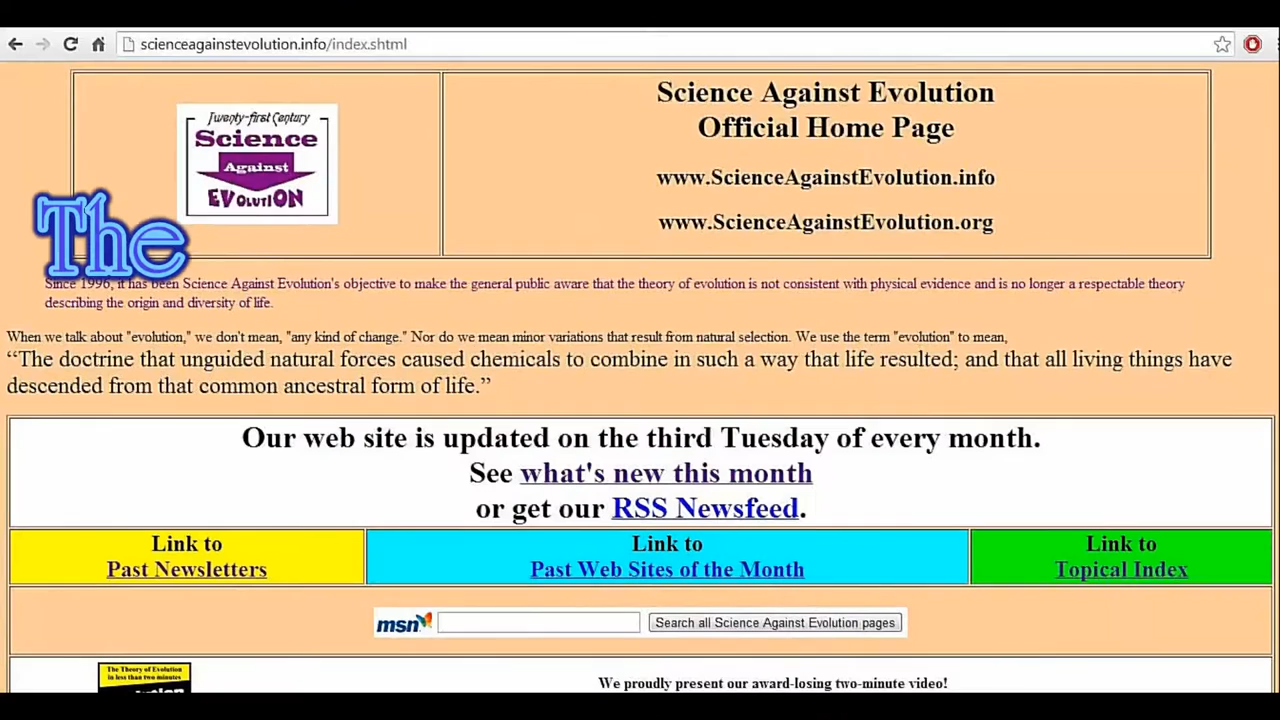 scienceagainstevolution.info/index.shtml
Twenty-first Century
Science
Against
EVOLUTION
Science Against Evolution
Official Home Page
www.ScienceAgainstEvolution.info
www.ScienceAgainstEvolution.org
The
Since 1996, it has been Science Against Evolution's objective to make the general public aware that the theory of evolution is not consistent with physical evidence and is no longer a respectable theory
describing the origin and diversity of life.
When we talk about "evolution," we don't mean, "any kind of change." Nor do we mean minor variations that result from natural selection. We use the term "evolution" to mean,
“The doctrine that unguided natural forces caused chemicals to combine in such a way that life resulted; and that all living things have
descended from that common ancestral form of life.”
Our web site is updated on the third Tuesday of every month.
See what's new this month
or get our RSS Newsfeed.
Link to
Past Newsletters
Link to
Past Web Sites of the Month
Link to
Topical Index
msn
Search all Science Against Evolution pages
The Theory of Evolution
in less than two minutes
We proudly present our award-losing two-minute video!